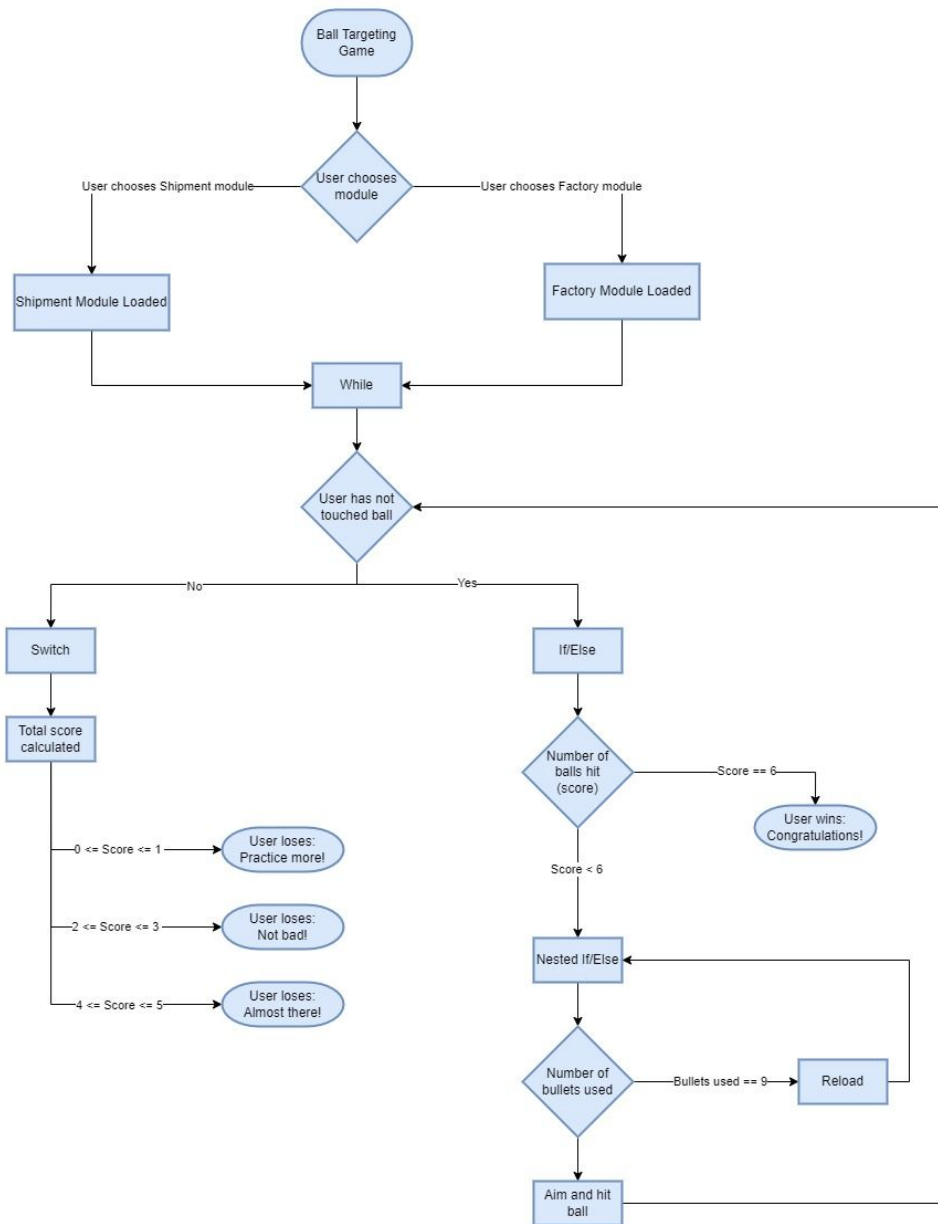 Ball Targeting
Game
User chooses
module
User chooses Shipment module
User chooses Factory module
Shipment Module Loaded
Factory Module Loaded
While
User has not
touched ball
No
Yes
Switch
If/Else
Total score
calculated
Number of
balls hit
(score)
Score == 6
User wins:
Congratulations!
0 <= Score <= 1
User loses:
Practice more!
Score < 6
2 <= Score <= 3
User loses:
Not bad!
Nested If/Else
4 <= Score <= 5
User loses:
Almost there!
Number of
bullets used
Bullets used == 9
Reload
Aim and hit
ball